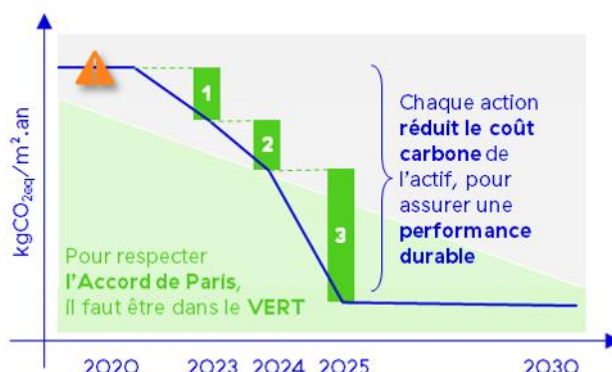 kgCO2eq/m².an
1
2
3
Chaque action
réduit le coût
carbone de
l'actif, pour
assurer une
performance
durable
Pour respecter
l'Accord de Paris,
il faut être dans le VERT
2020 2023 2024 2025 2030